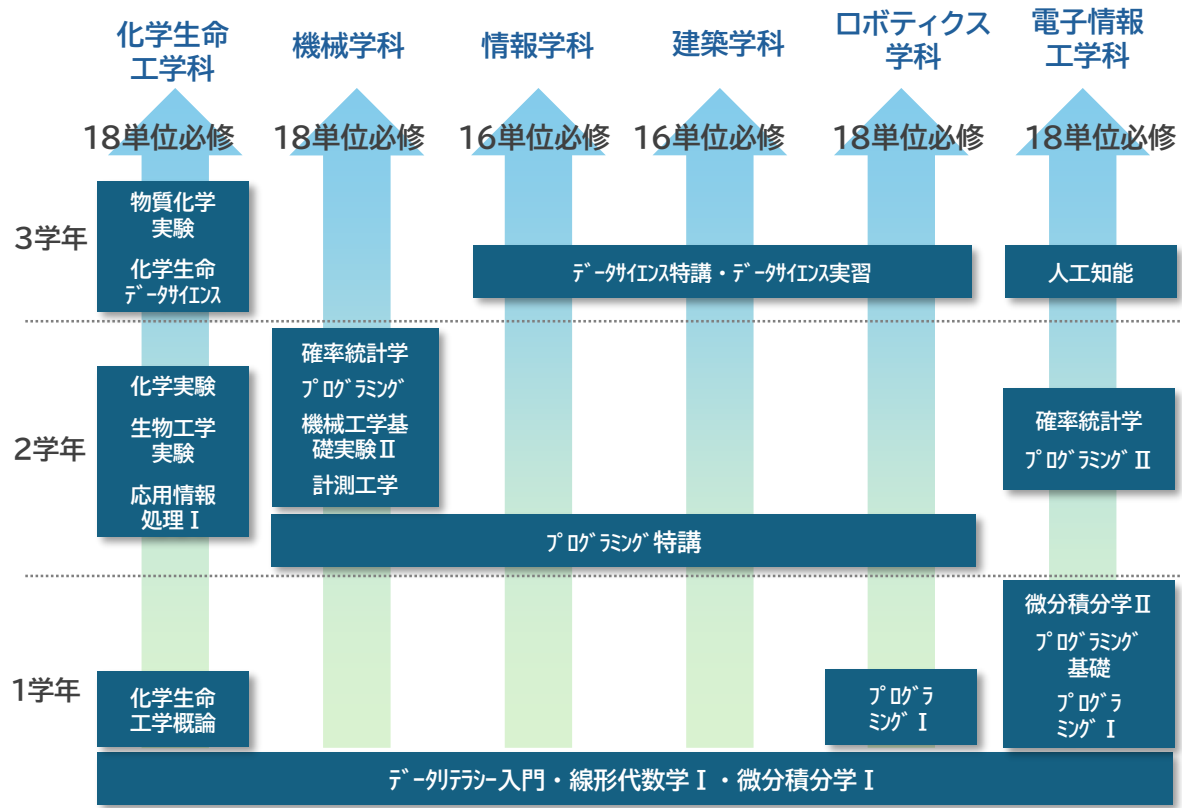 化学生命
工学科
機械学科
情報学科
建築学科
ロボティクス
学科
電子情報
工学科
18単位必修
18単位必修
16単位必修
16単位必修
18単位必修
18単位必修
3学年
物質化学
実験
化学生命
ﾃﾞｰﾀｻｲｴﾝｽ
ﾃﾞｰﾀｻｲｴﾝｽ特講・ﾃﾞｰﾀｻｲｴﾝｽ実習
人工知能
2学年
化学実験
生物工学
実験
応用情報
処理Ⅰ
確率統計学
ﾌﾟﾛｸﾞﾗﾐﾝｸﾞ
機械工学基
礎実験Ⅱ
計測工学
確率統計学
ﾌﾟﾛｸﾞﾗﾐﾝｸﾞⅡ
ﾌﾟﾛｸﾞﾗﾐﾝｸﾞ特講
1学年
化学生命
工学概論
ﾌﾟﾛｸﾞﾗ
ﾐﾝｸﾞⅠ
微分積分学Ⅱ
ﾌﾟﾛｸﾞﾗﾐﾝｸﾞ
基礎
ﾌﾟﾛｸﾞﾗ
ﾐﾝｸﾞⅠ
ﾃﾞｰﾀﾘﾃﾗｼｰ入門・線形代数学Ⅰ・微分積分学Ⅰ